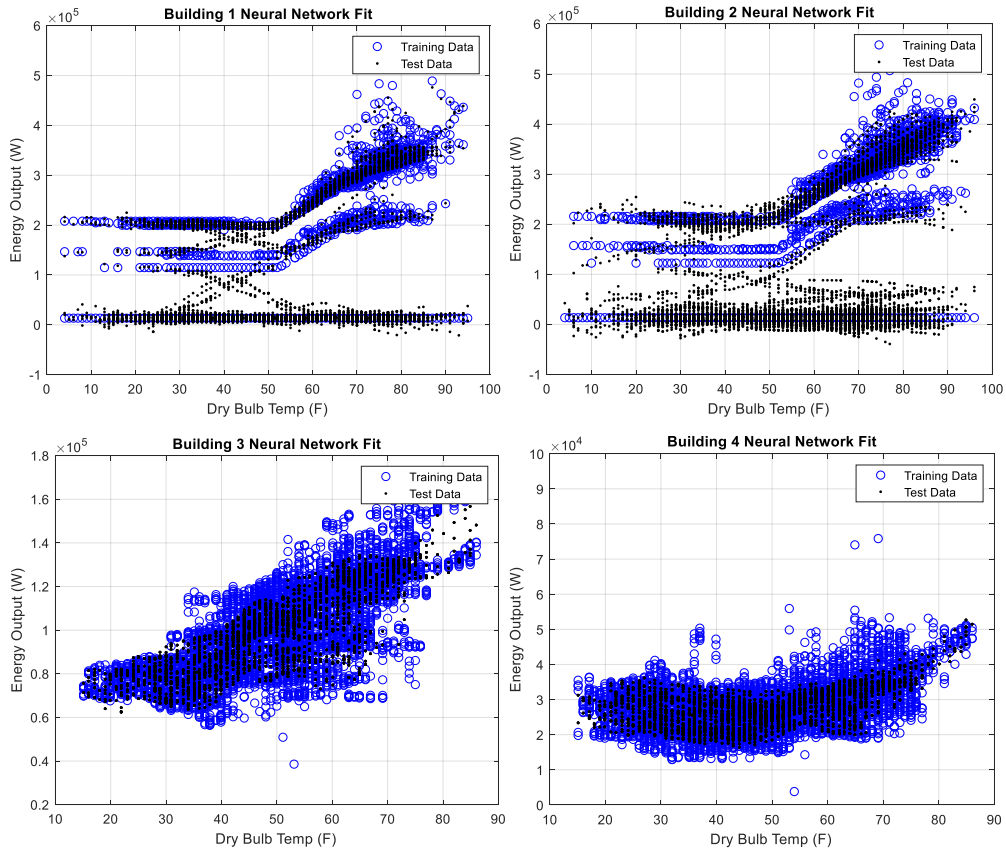 Building 1 Neural Network Fit
×10^5
6
5
4
3
2
1
0
-1
Energy Output (W)
Training Data
Test Data
0 10 20 30 40 50 60 70 80 90 100
Dry Bulb Temp (F)
Building 2 Neural Network Fit
×10^5
6
5
4
3
2
1
0
-1
Energy Output (W)
Training Data
Test Data
0 10 20 30 40 50 60 70 80 90 100
Dry Bulb Temp (F)
Building 3 Neural Network Fit
×10^5
1.8
1.6
1.4
1.2
1
0.8
0.6
0.4
0.2
Energy Output (W)
Training Data
Test Data
10 20 30 40 50 60 70 80 90
Dry Bulb Temp (F)
Building 4 Neural Network Fit
×10^4
10
9
8
7
6
5
4
3
2
1
0
Energy Output (W)
Training Data
Test Data
10 20 30 40 50 60 70 80 90
Dry Bulb Temp (F)